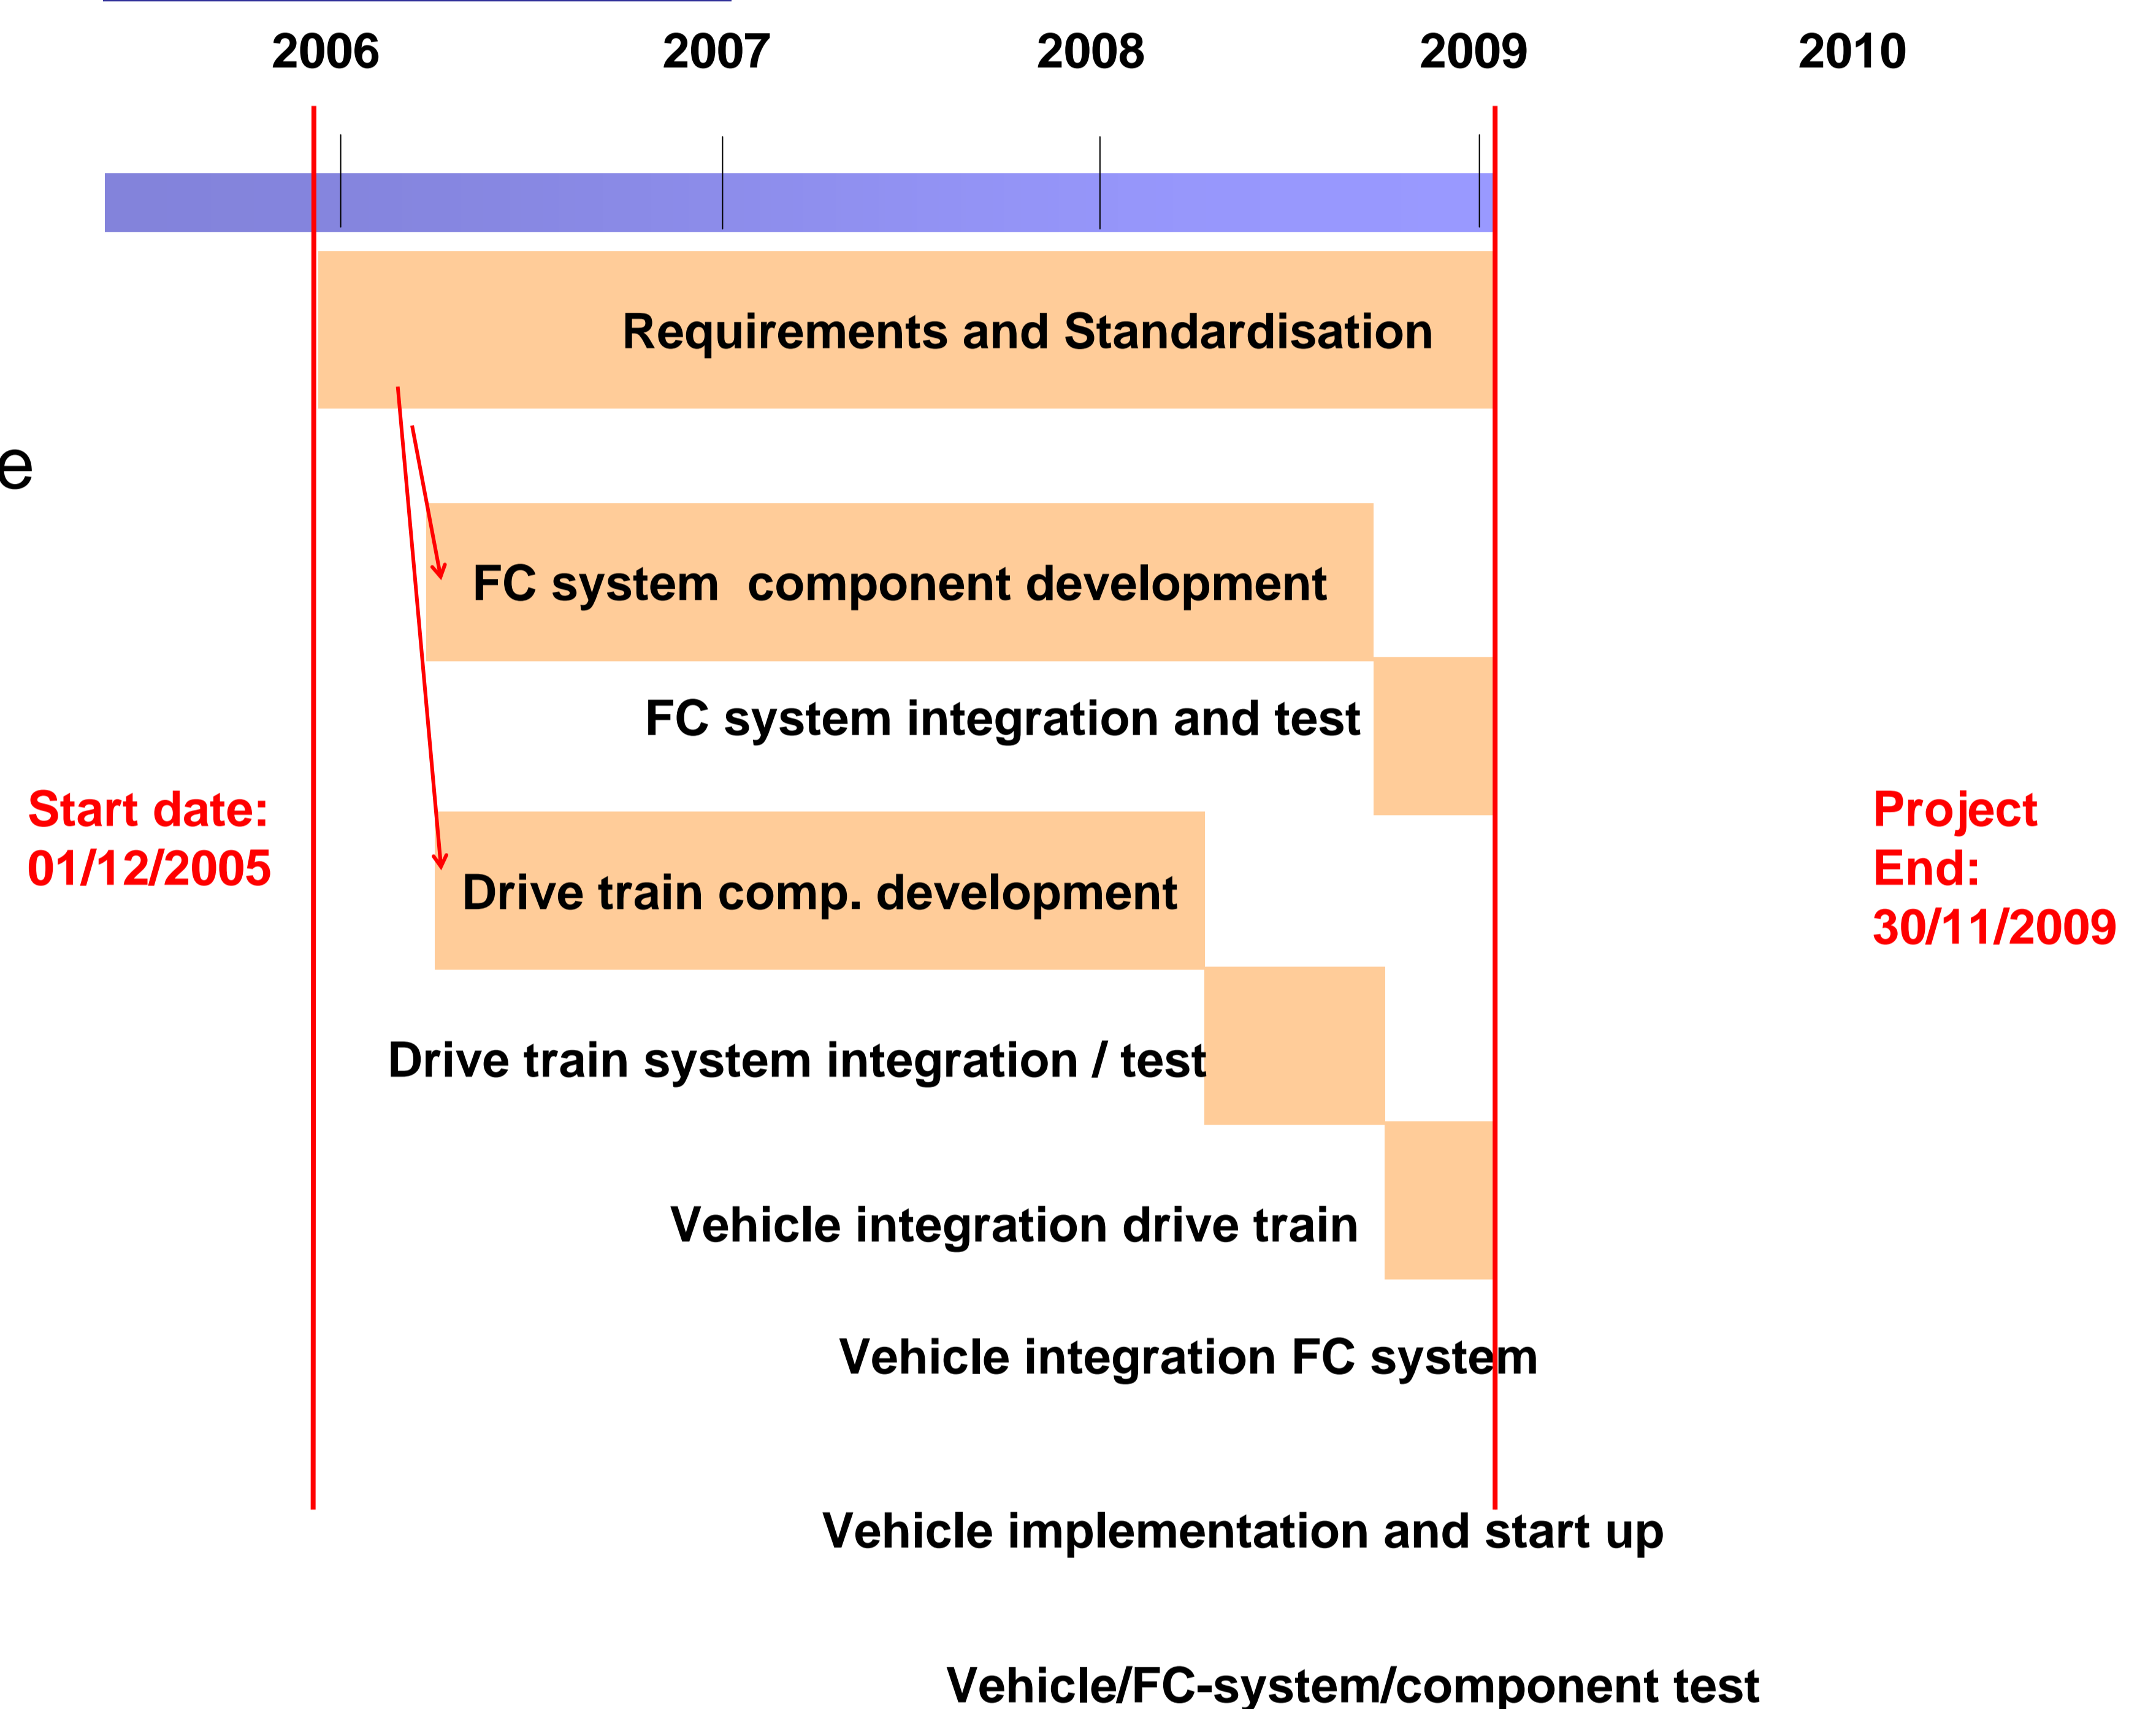 2006 2007 2008 2009 2010
Requirements and Standardisation
e
FC system component development
FC system integration and test
Start date:
01/12/2005
Project
End:
30/11/2009
Drive train comp. development
Drive train system integration / test
Vehicle integration drive train
Vehicle integration FC system
Vehicle implementation and start up
Vehicle/FC-system/component test